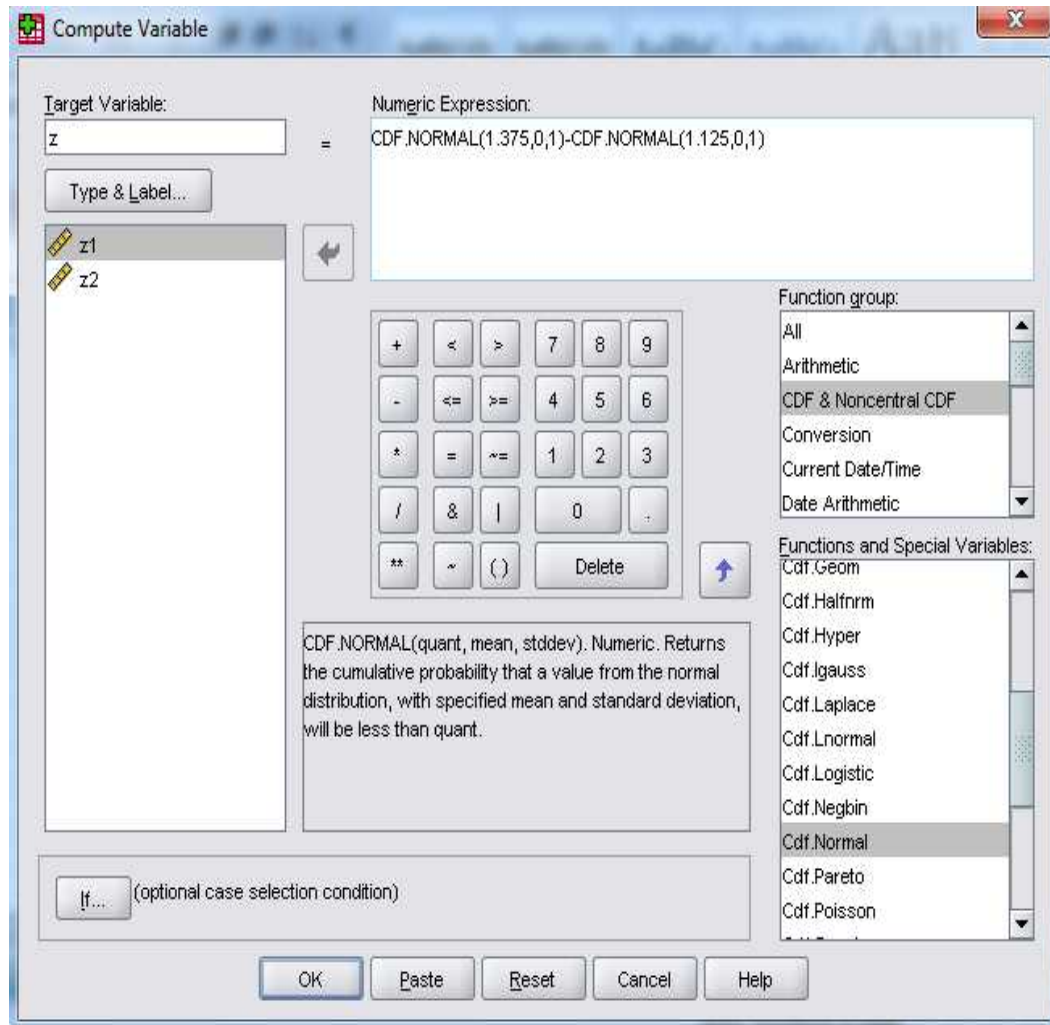 Compute Variable
Target Variable:
z
=
Numeric Expression:
CDF.NORMAL(1.375,0,1)-CDF.NORMAL(1.125,0,1)
Type & Label...
z1
z2
+ < > 7 8 9
- <= >= 4 5 6
* = ~= 1 2 3
/ & | 0 .
** ~ ( ) Delete
CDF.NORMAL(quant, mean, stddev). Numeric. Returns
the cumulative probability that a value from the normal
distribution, with specified mean and standard deviation,
will be less than quant.
Function group:
All
Arithmetic
CDF & Noncentral CDF
Conversion
Current Date/Time
Date Arithmetic
Functions and Special Variables:
Cdf.Geom
Cdf.Halfnrm
Cdf.Hyper
Cdf.Igauss
Cdf.Laplace
Cdf.Lnormal
Cdf.Logistic
Cdf.Negbin
Cdf.Normal
Cdf.Pareto
Cdf.Poisson
If... (optional case selection condition)
OK Paste Reset Cancel Help